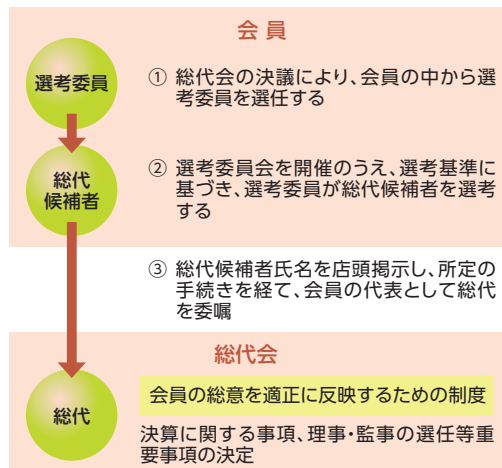 会 員
選考委員
① 総代会の決議により、会員の中から選
考委員を選任する
総代
候補者
② 選考委員会を開催のうえ、選考基準に
基づき、選考委員が総代候補者を選考
する
③ 総代候補者氏名を店頭掲示し、所定の
手続きを経て、会員の代表として総代
を委嘱
総代会
総代
会員の総意を適正に反映するための制度
決算に関する事項、理事・監事の選任等重
要事項の決定